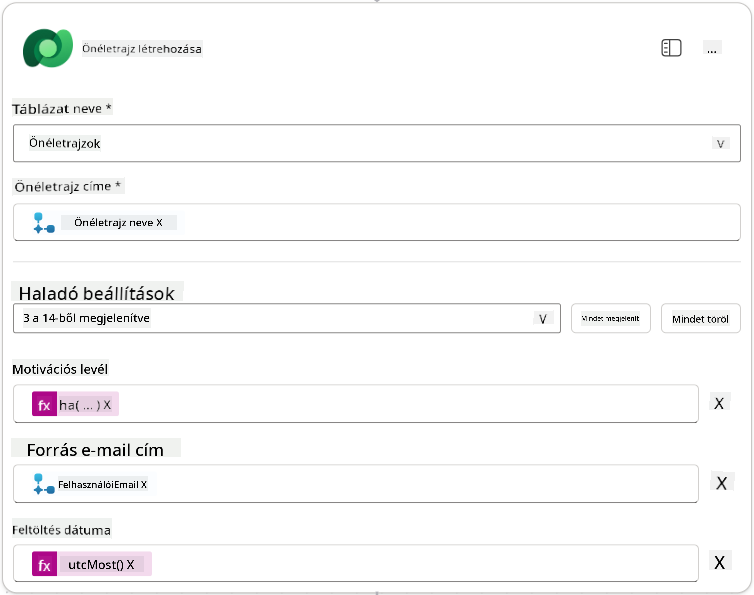 Önéletrajz létrehozása
...
Táblázat neve *
Önéletrajzok
V
Önéletrajz címe *
Önéletrajz neve X
Haladó beállítások
3 a 14-ből megjelenítve
V
Mindet megjelenít
Mindet töröl
Motivációs levél
fx ha( ... ) X
X
Forrás e-mail cím
FelhasználóiEmail X
X
Feltöltés dátuma
fx utcMost() X
X